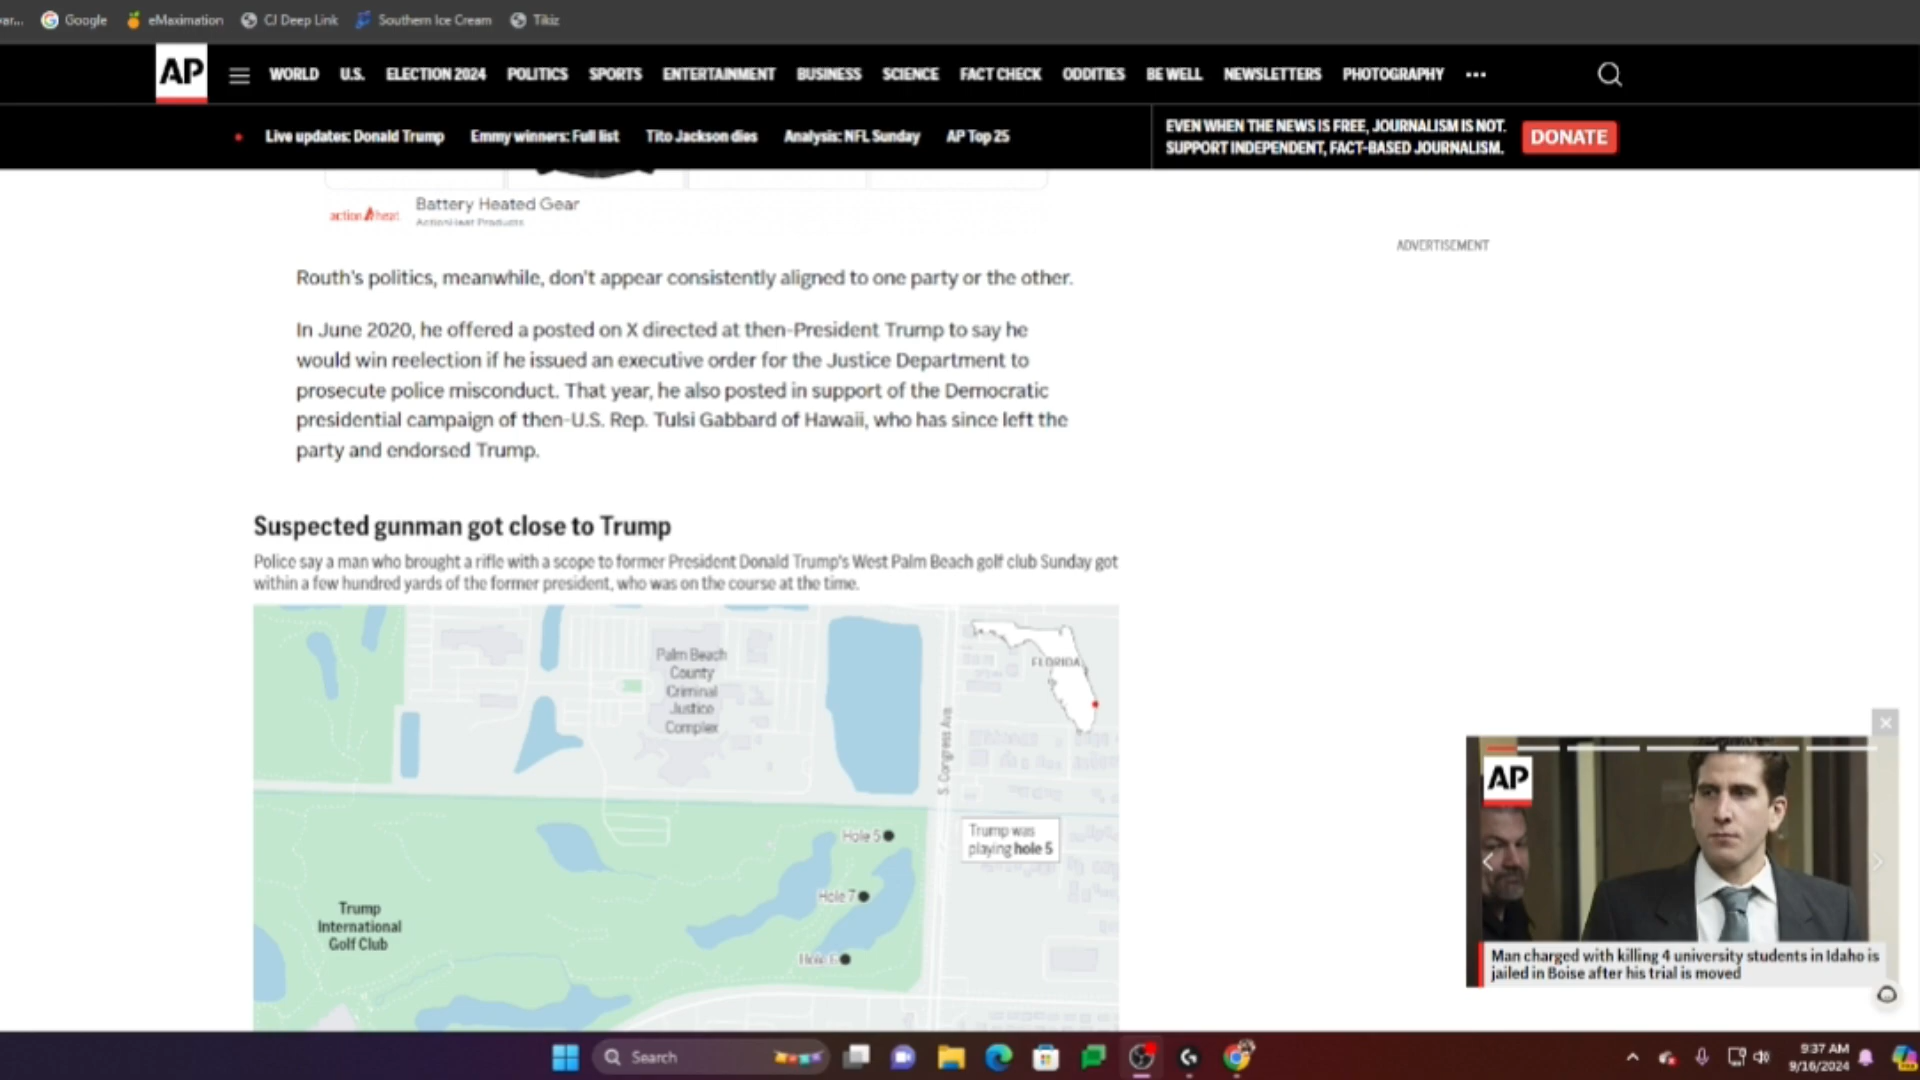 Google eMaximation CJ Deep Link Southern Ice Cream Tikiz
AP WORLD U.S. ELECTION 2024 POLITICS SPORTS ENTERTAINMENT BUSINESS SCIENCE FACT CHECK ODDITIES BE WELL NEWSLETTERS PHOTOGRAPHY
Live updates: Donald Trump Emmy winners: Full list Tito Jackson dies Analysis: NFL Sunday AP Top 25
EVEN WHEN THE NEWS IS FREE, JOURNALISM IS NOT.
SUPPORT INDEPENDENT, FACT-BASED JOURNALISM.
DONATE
action heat
Battery Heated Gear
ActionHeat Products
ADVERTISEMENT
Routh's politics, meanwhile, don't appear consistently aligned to one party or the other.
In June 2020, he offered a posted on X directed at then-President Trump to say he
would win reelection if he issued an executive order for the Justice Department to
prosecute police misconduct. That year, he also posted in support of the Democratic
presidential campaign of then-U.S. Rep. Tulsi Gabbard of Hawaii, who has since left the
party and endorsed Trump.
Suspected gunman got close to Trump
Police say a man who brought a rifle with a scope to former President Donald Trump's West Palm Beach golf club Sunday got
within a few hundred yards of the former president, who was on the course at the time.
Palm Beach
County
Criminal
Justice
Complex
S. Congress Ave.
FLORIDA
Hole 5
Trump was
playing hole 5
Hole 7
Hole 6
Trump
International
Golf Club
AP
Man charged with killing 4 university students in Idaho is
jailed in Boise after his trial is moved
Search
9:37 AM
9/16/2024